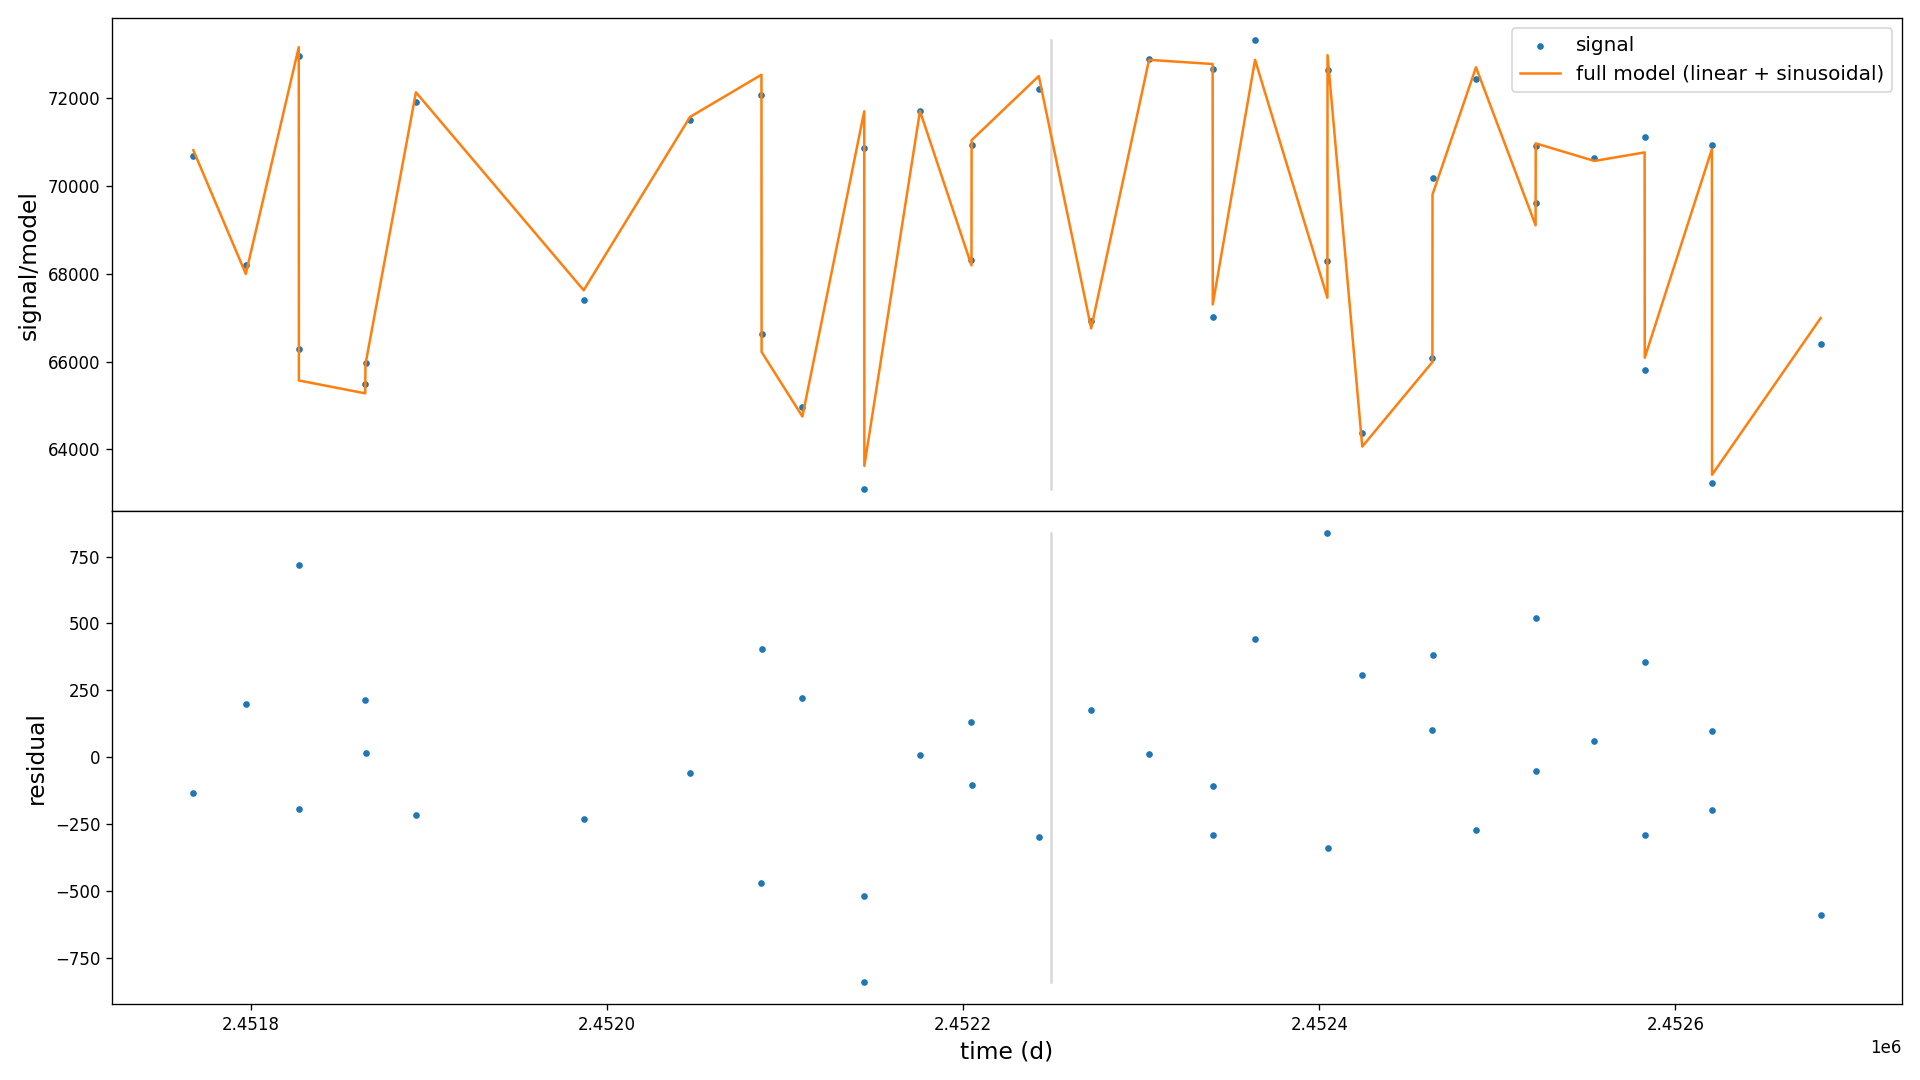 signal
full model (linear + sinusoidal)
72000
70000
68000
66000
64000
signal/model
750
500
250
0
−250
−500
−750
residual
2.4518
2.4520
2.4522
2.4524
2.4526
1e6
time (d)